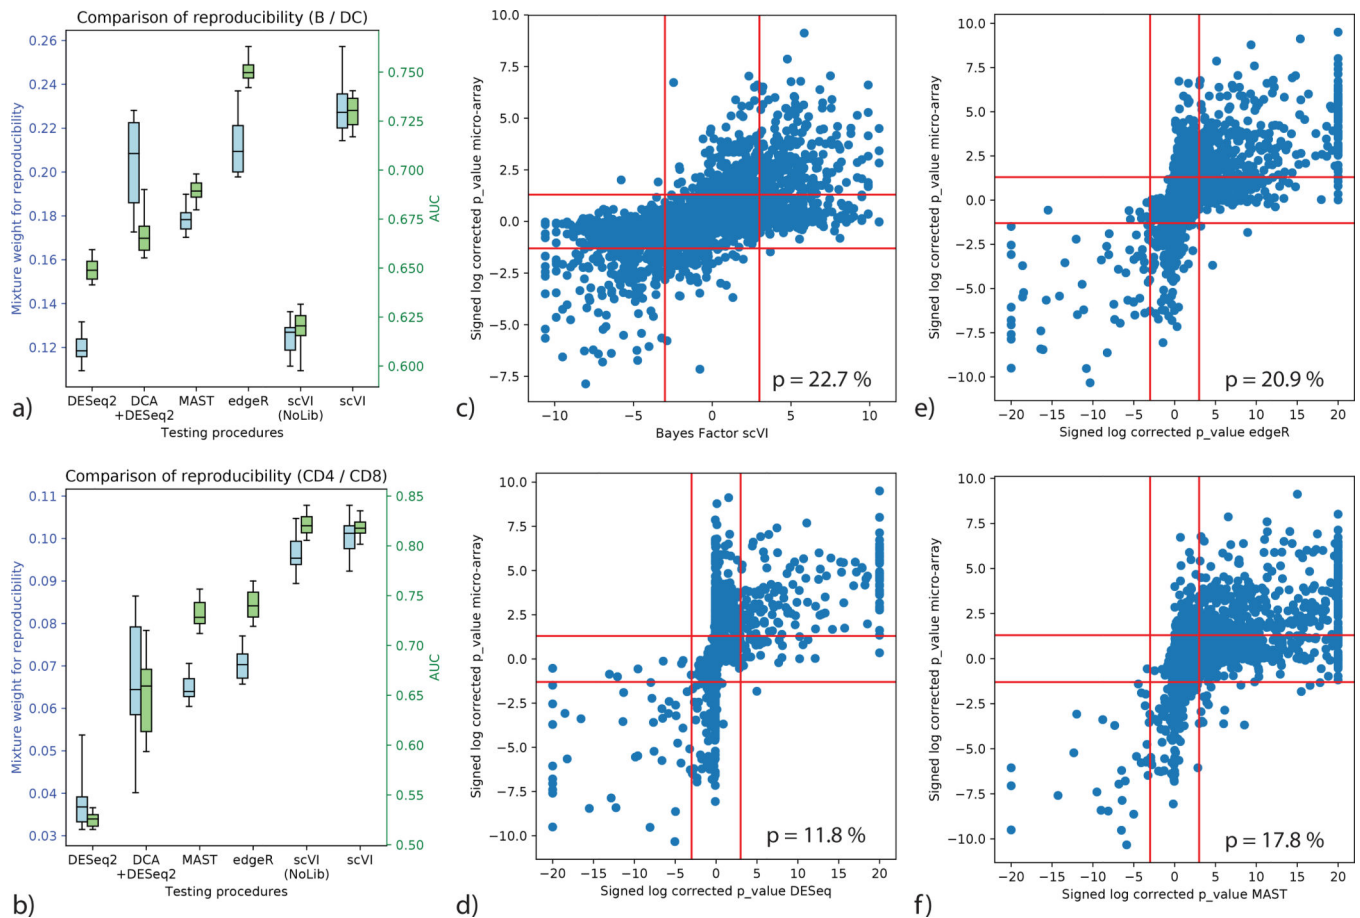 Comparison of reproducibility (B / DC)
Mixture weight for reproducibility
0.26
0.24
0.22
0.20
0.18
0.16
0.14
0.12
0.750
0.725
0.700
0.675
0.650
0.625
0.600
AUC
DESeq2 DCA +DESeq2 MAST edgeR scVI (NoLib) scVI
Testing procedures
a)
Signed log corrected p_value micro-array
10.0
7.5
5.0
2.5
0.0
−2.5
−5.0
−7.5
p = 22.7 %
−10 −5 0 5 10
Bayes Factor scVI
c)
Signed log corrected p_value micro-array
10.0
7.5
5.0
2.5
0.0
−2.5
−5.0
−7.5
−10.0
p = 20.9 %
−20 −15 −10 −5 0 5 10 15 20
Signed log corrected p_value edgeR
e)
Comparison of reproducibility (CD4 / CD8)
Mixture weight for reproducibility
0.11
0.10
0.09
0.08
0.07
0.06
0.05
0.04
0.03
0.85
0.80
0.75
0.70
0.65
0.60
0.55
0.50
AUC
DESeq2 DCA +DESeq2 MAST edgeR scVI (NoLib) scVI
Testing procedures
b)
Signed log corrected p_value micro-array
10.0
7.5
5.0
2.5
0.0
−2.5
−5.0
−7.5
−10.0
p = 11.8 %
−20 −15 −10 −5 0 5 10 15 20
Signed log corrected p_value DESeq
d)
Signed log corrected p_value micro-array
10.0
7.5
5.0
2.5
0.0
−2.5
−5.0
−7.5
−10.0
p = 17.8 %
−20 −15 −10 −5 0 5 10 15 20
Signed log corrected p_value MAST
f)